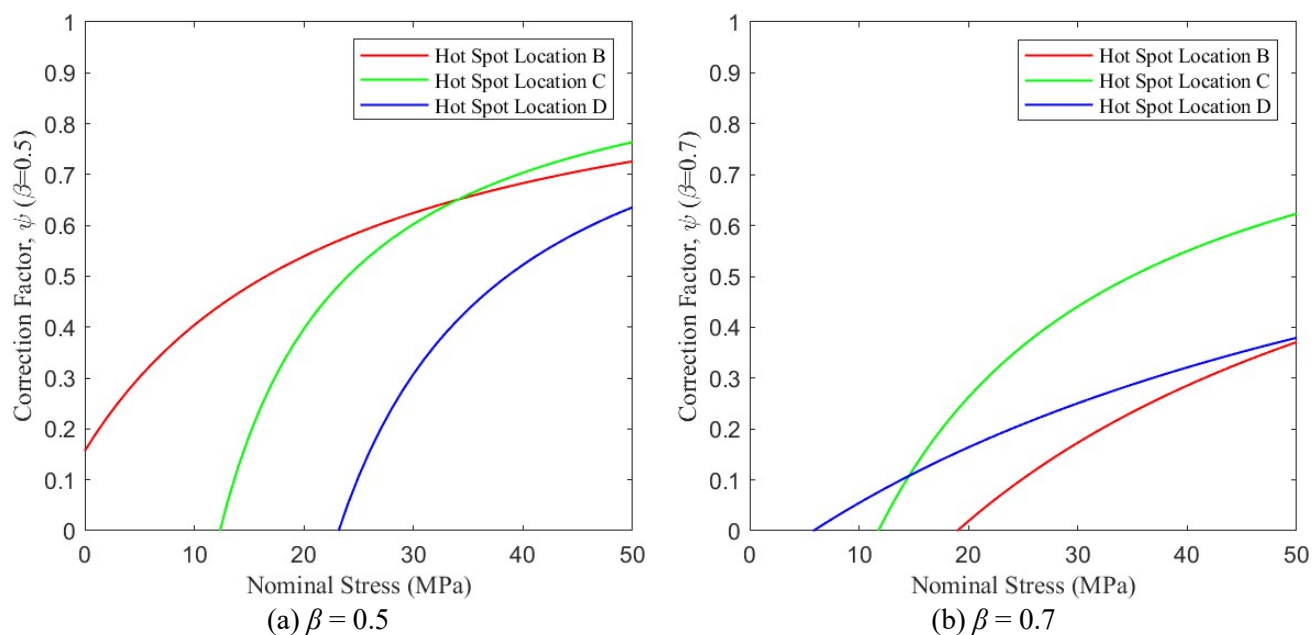 1
0.9
0.8
0.7
0.6
0.5
0.4
0.3
0.2
0.1
0
Correction Factor, ψ (β=0.5)
Hot Spot Location B
Hot Spot Location C
Hot Spot Location D
0 10 20 30 40 50
Nominal Stress (MPa)
(a) β = 0.5
1
0.9
0.8
0.7
0.6
0.5
0.4
0.3
0.2
0.1
0
Correction Factor, ψ (β=0.7)
Hot Spot Location B
Hot Spot Location C
Hot Spot Location D
0 10 20 30 40 50
Nominal Stress (MPa)
(b) β = 0.7